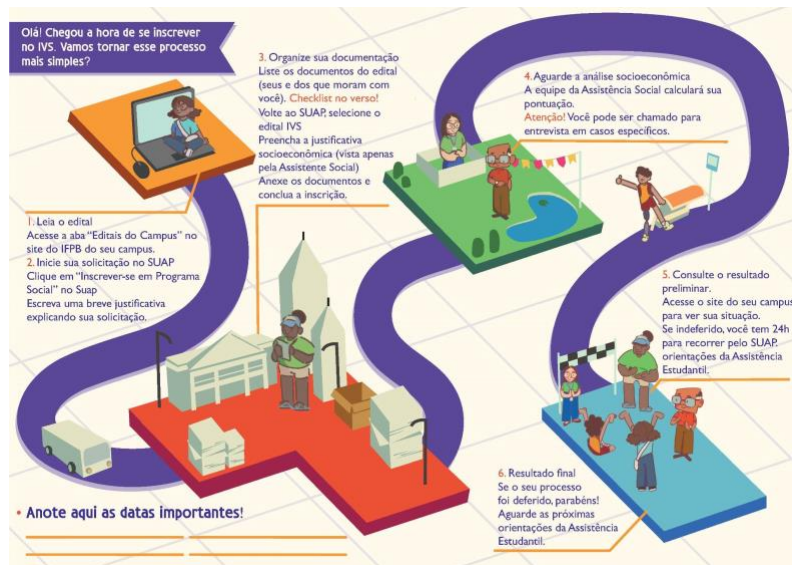 Olá! Chegou a hora de se inscrever
no IVS. Vamos tornar esse processo
mais simples?
1. Leia o edital
Acesse a aba “Editais do Campus” no
site do IFPB do seu campus.
2. Inicie sua solicitação no SUAP
Clique em “Inscrever-se em Programa
Social” no Suap
Escreva uma breve justificativa
explicando sua solicitação.
3. Organize sua documentação
Liste os documentos do edital
(seus e dos que moram com
você). Checklist no verso!
Volte ao SUAP, selecione o
edital IVS
Preencha a justificativa
socioeconômica (vista apenas
pela Assistente Social)
Anexe os documentos e
conclua a inscrição.
4. Aguarde a análise socioeconômica
A equipe da Assistência Social calculará sua
pontuação.
Atenção! Você pode ser chamado para
entrevista em casos específicos.
5. Consulte o resultado
preliminar.
Acesse o site do seu campus
para ver sua situação.
Se indeferido, você tem 24h
para recorrer pelo SUAP.
orientações da Assistência
Estudantil.
6. Resultado final
Se o seu processo
foi deferido, parabéns!
Aguarde as próximas
orientações da Assistência
Estudantil.
• Anote aqui as datas importantes!